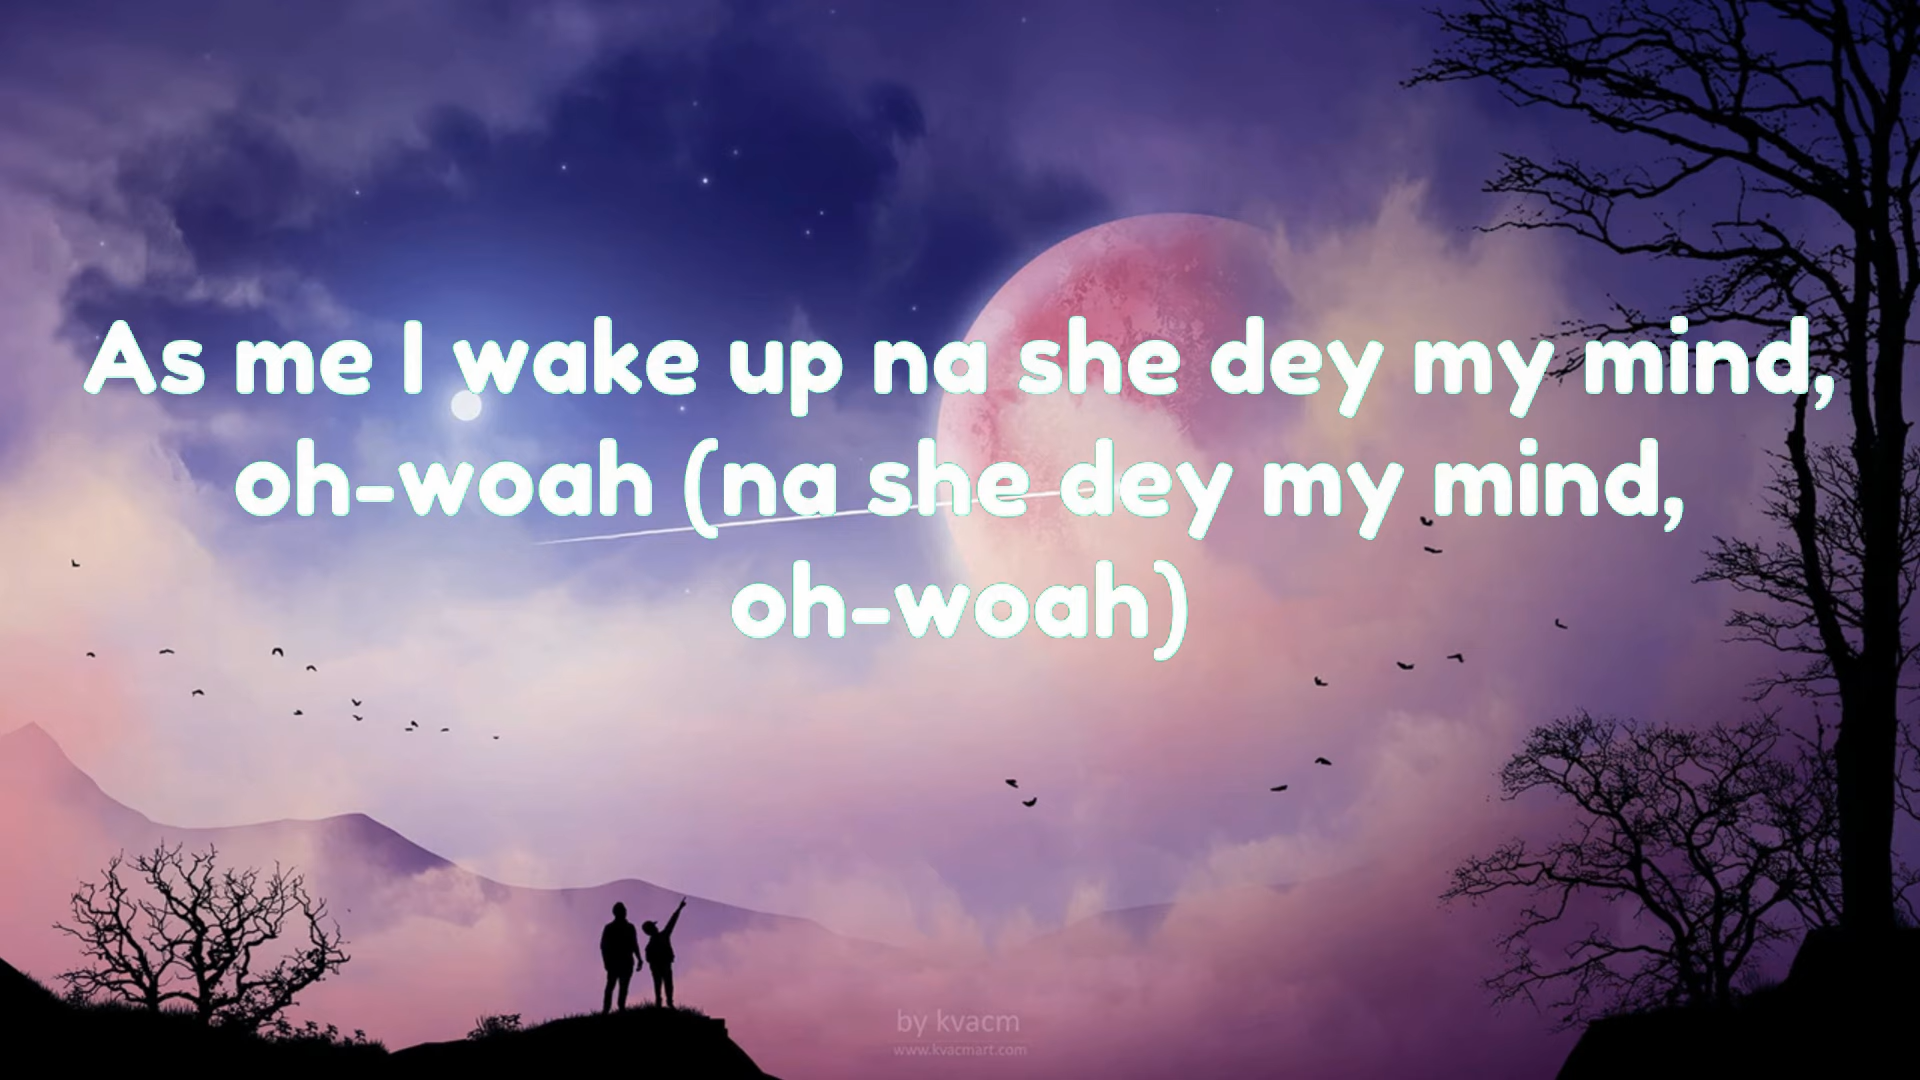 As me I wake up na she dey my mind,
oh-woah (na she dey my mind,
oh-woah)
by kvacm
www.kvacmart.com